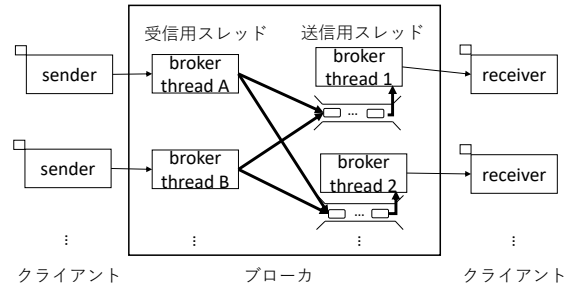 受信用スレッド
送信用スレッド
sender
broker
thread A
broker
thread 1
receiver
...
sender
broker
thread B
broker
thread 2
receiver
...
⋮
⋮
⋮
⋮
クライアント
ブローカ
クライアント